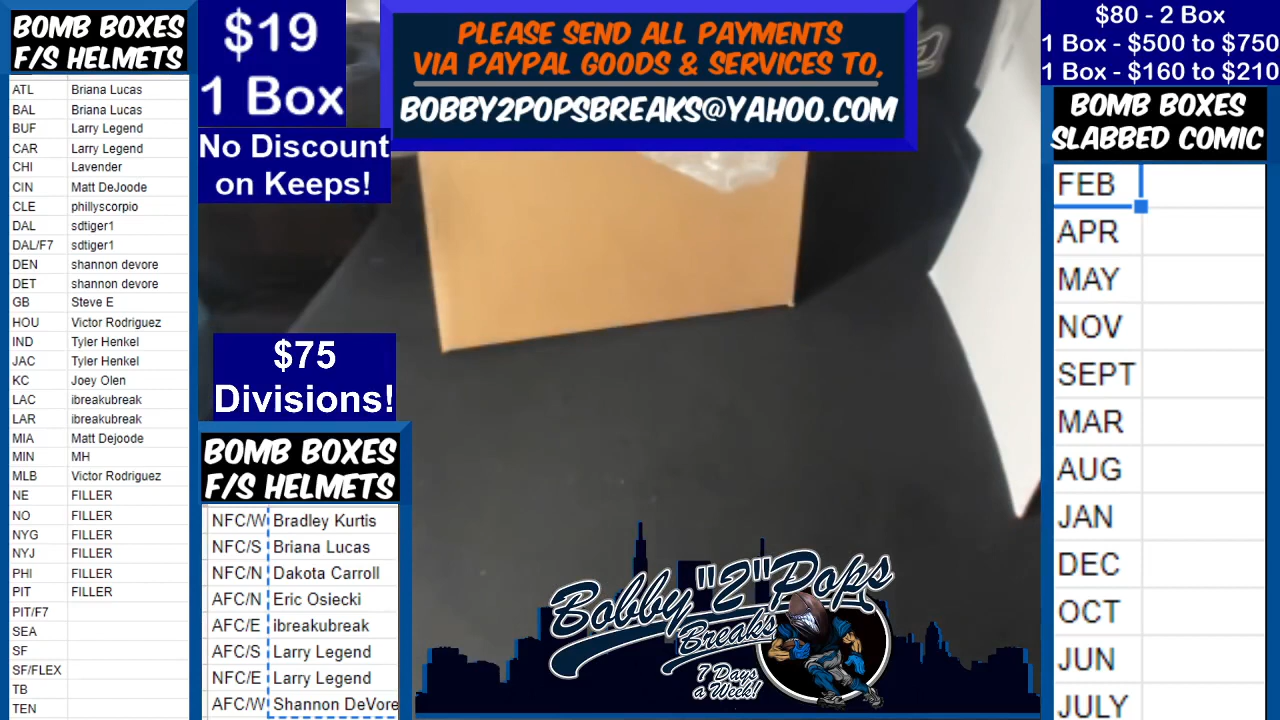 BOMB BOXES
F/S HELMETS
ATL Briana Lucas
BAL Briana Lucas
BUF Larry Legend
CAR Larry Legend
CHI Lavender
CIN Matt DeJoode
CLE phillyscorpio
DAL sdtiger1
DAL/F7 sdtiger1
DEN shannon devore
DET shannon devore
GB Steve E
HOU Victor Rodriguez
IND Tyler Henkel
JAC Tyler Henkel
KC Joey Olen
LAC ibreakubreak
LAR ibreakubreak
MIA Matt Dejoode
MIN MH
MLB Victor Rodriguez
NE FILLER
NO FILLER
NYG FILLER
NYJ FILLER
PHI FILLER
PIT FILLER
PIT/F7
SEA
SF
SF/FLEX
TB
TEN
$19
1 Box
No Discount
on Keeps!
$75
Divisions!
BOMB BOXES
F/S HELMETS
NFC/W Bradley Kurtis
NFC/S Briana Lucas
NFC/N Dakota Carroll
AFC/N Eric Osiecki
AFC/E ibreakubreak
AFC/S Larry Legend
NFC/E Larry Legend
AFC/W Shannon DeVore
PLEASE SEND ALL PAYMENTS
VIA PAYPAL GOODS & SERVICES TO,
BOBBY2POPSBREAKS@YAHOO.COM
Bobby "2" Pops
Breaks
7 Days
a Week!
$80 - 2 Box
1 Box - $500 to $750
1 Box - $160 to $210
BOMB BOXES
SLABBED COMIC
FEB
APR
MAY
NOV
SEPT
MAR
AUG
JAN
DEC
OCT
JUN
JULY